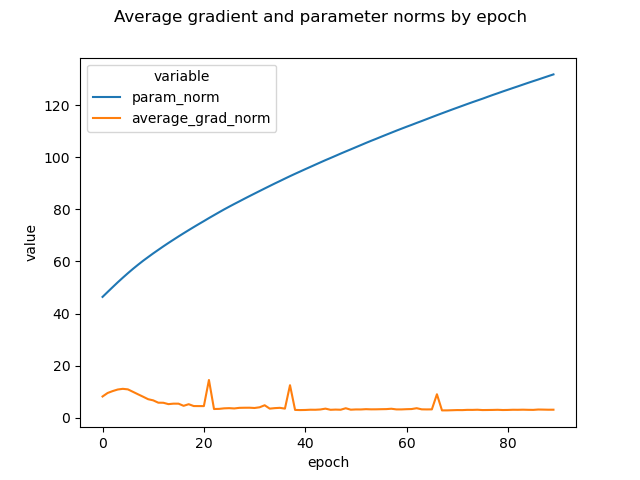 Average gradient and parameter norms by epoch
variable
param_norm
average_grad_norm
value
120
100
80
60
40
20
0
0 20 40 60 80
epoch